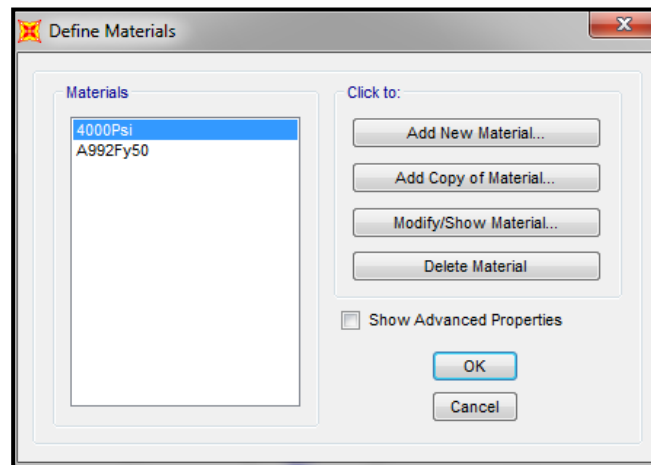 Define Materials
Materials
4000Psi
A992Fy50
Click to:
Add New Material...
Add Copy of Material...
Modify/Show Material...
Delete Material
Show Advanced Properties
OK
Cancel